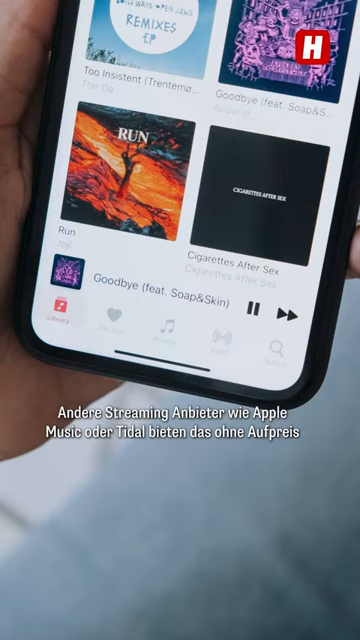 REMIXES
EP
H
Too Insistent (Trentemø...
The Dø
Goodbye (feat. Soap&S...
Apparat
RUN
CIGARETTES AFTER SEX
Run
Joji
Cigarettes After Sex
Cigarettes After Sex
Goodbye (feat. Soap&Skin)
Library
Andere Streaming Anbieter wie Apple
Music oder Tidal bieten das ohne Aufpreis